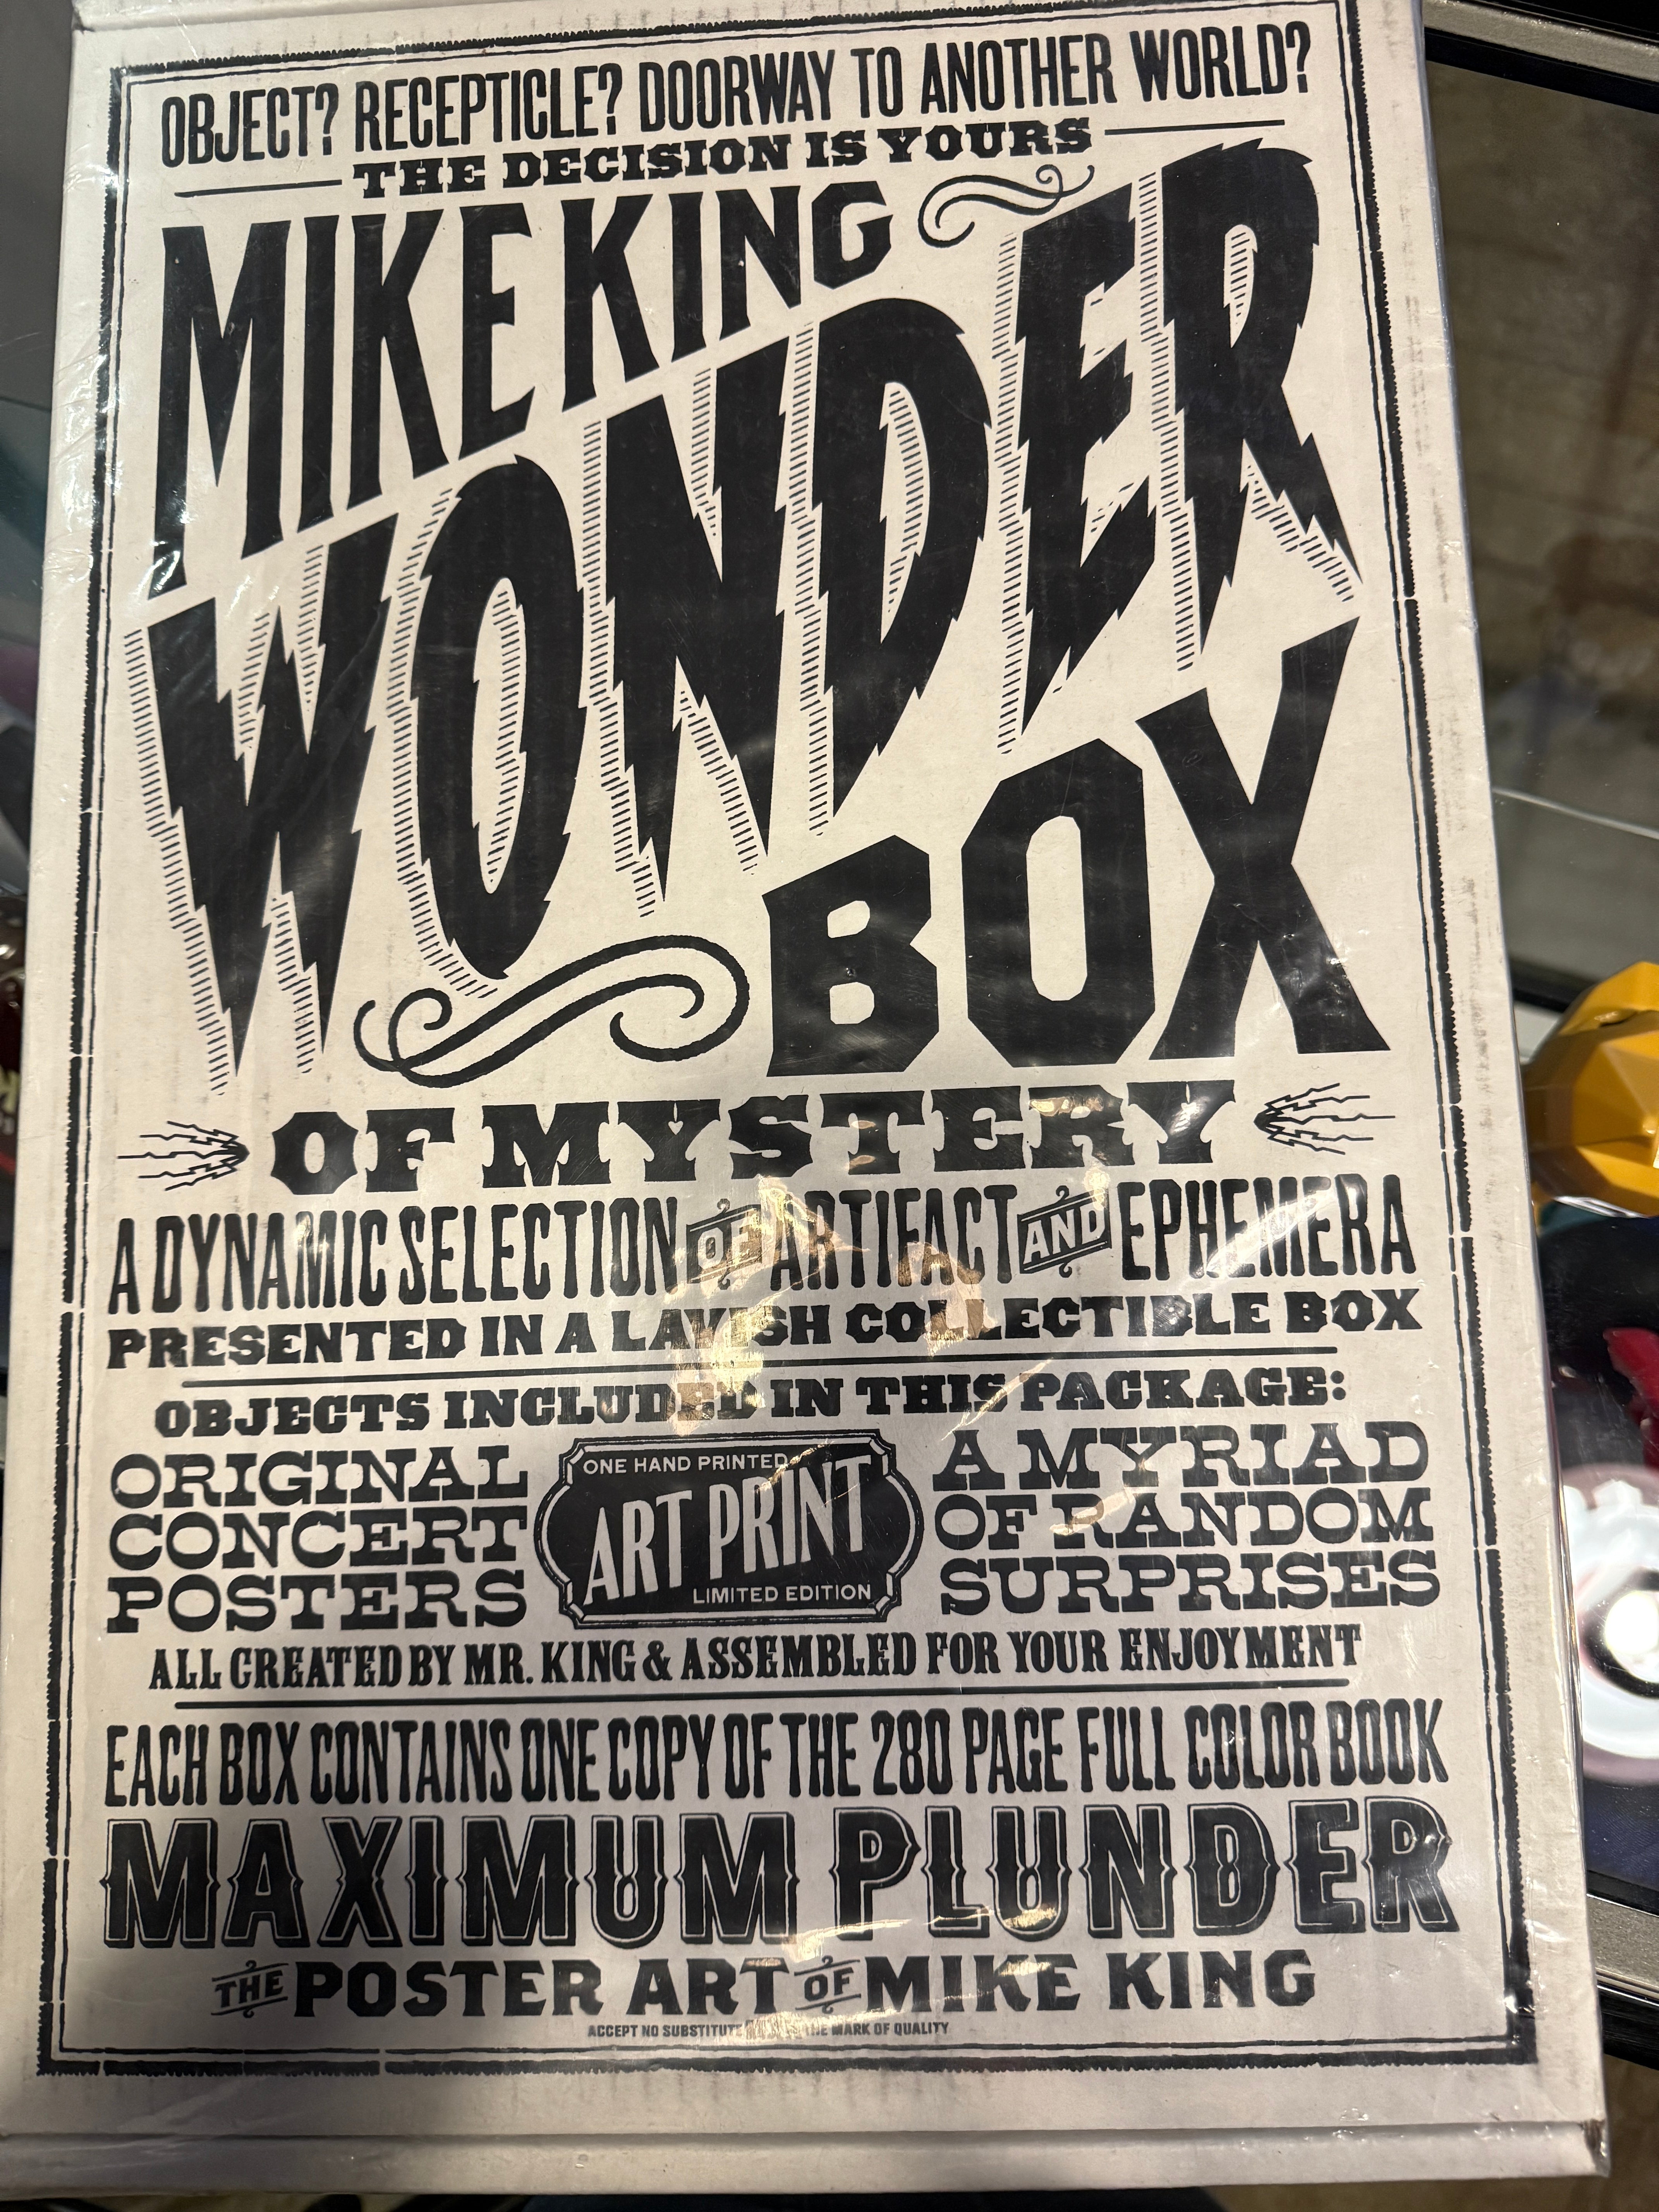 OBJECT? RECEPTICLE? DOORWAY TO ANOTHER WORLD?
THE DECISION IS YOURS
MIKE KING
WONDER
BOX
OF MYSTERY
A DYNAMIC SELECTION OF ARTIFACT AND EPHEMERA
PRESENTED IN A LAVISH COLLECTIBLE BOX
OBJECTS INCLUDED IN THIS PACKAGE:
ORIGINAL
CONCERT
POSTERS
ONE HAND PRINTED
ART PRINT
LIMITED EDITION
A MYRIAD
OF RANDOM
SURPRISES
ALL CREATED BY MR. KING & ASSEMBLED FOR YOUR ENJOYMENT
EACH BOX CONTAINS ONE COPY OF THE 280 PAGE FULL COLOR BOOK
MAXIMUM PLUNDER
THE POSTER ART OF MIKE KING
ACCEPT NO SUBSTITUTE THE MARK OF QUALITY